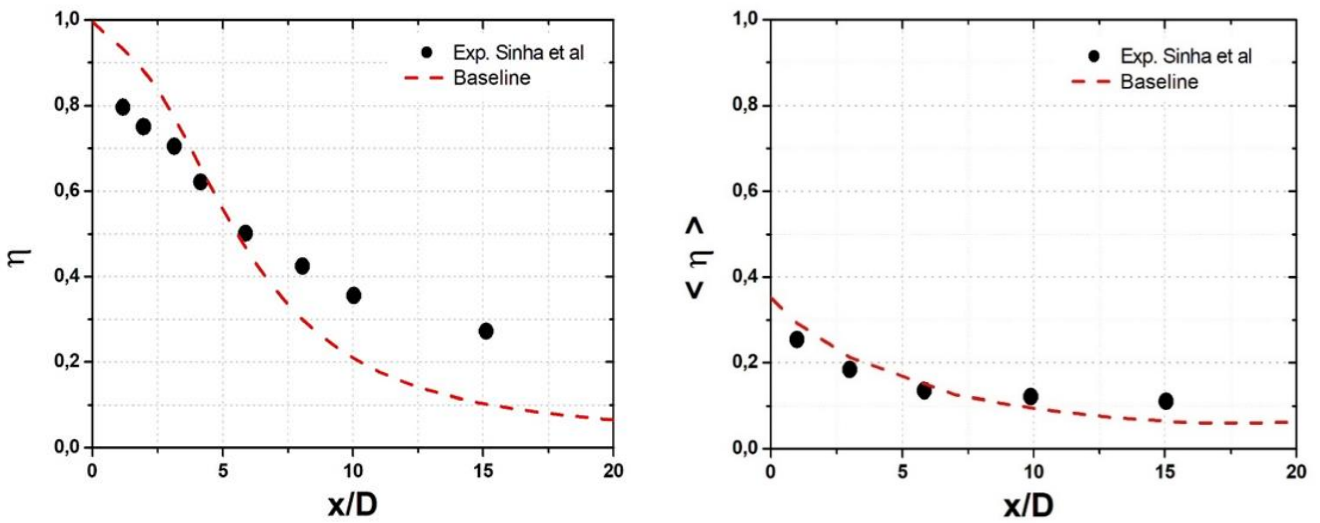 1,0
0,8
0,6
0,4
0,2
0,0
η
0 5 10 15 20
x/D
Exp. Sinha et al
Baseline
1,0
0,8
0,6
0,4
0,2
0,0
< η >
0 5 10 15 20
x/D
Exp. Sinha et al
Baseline